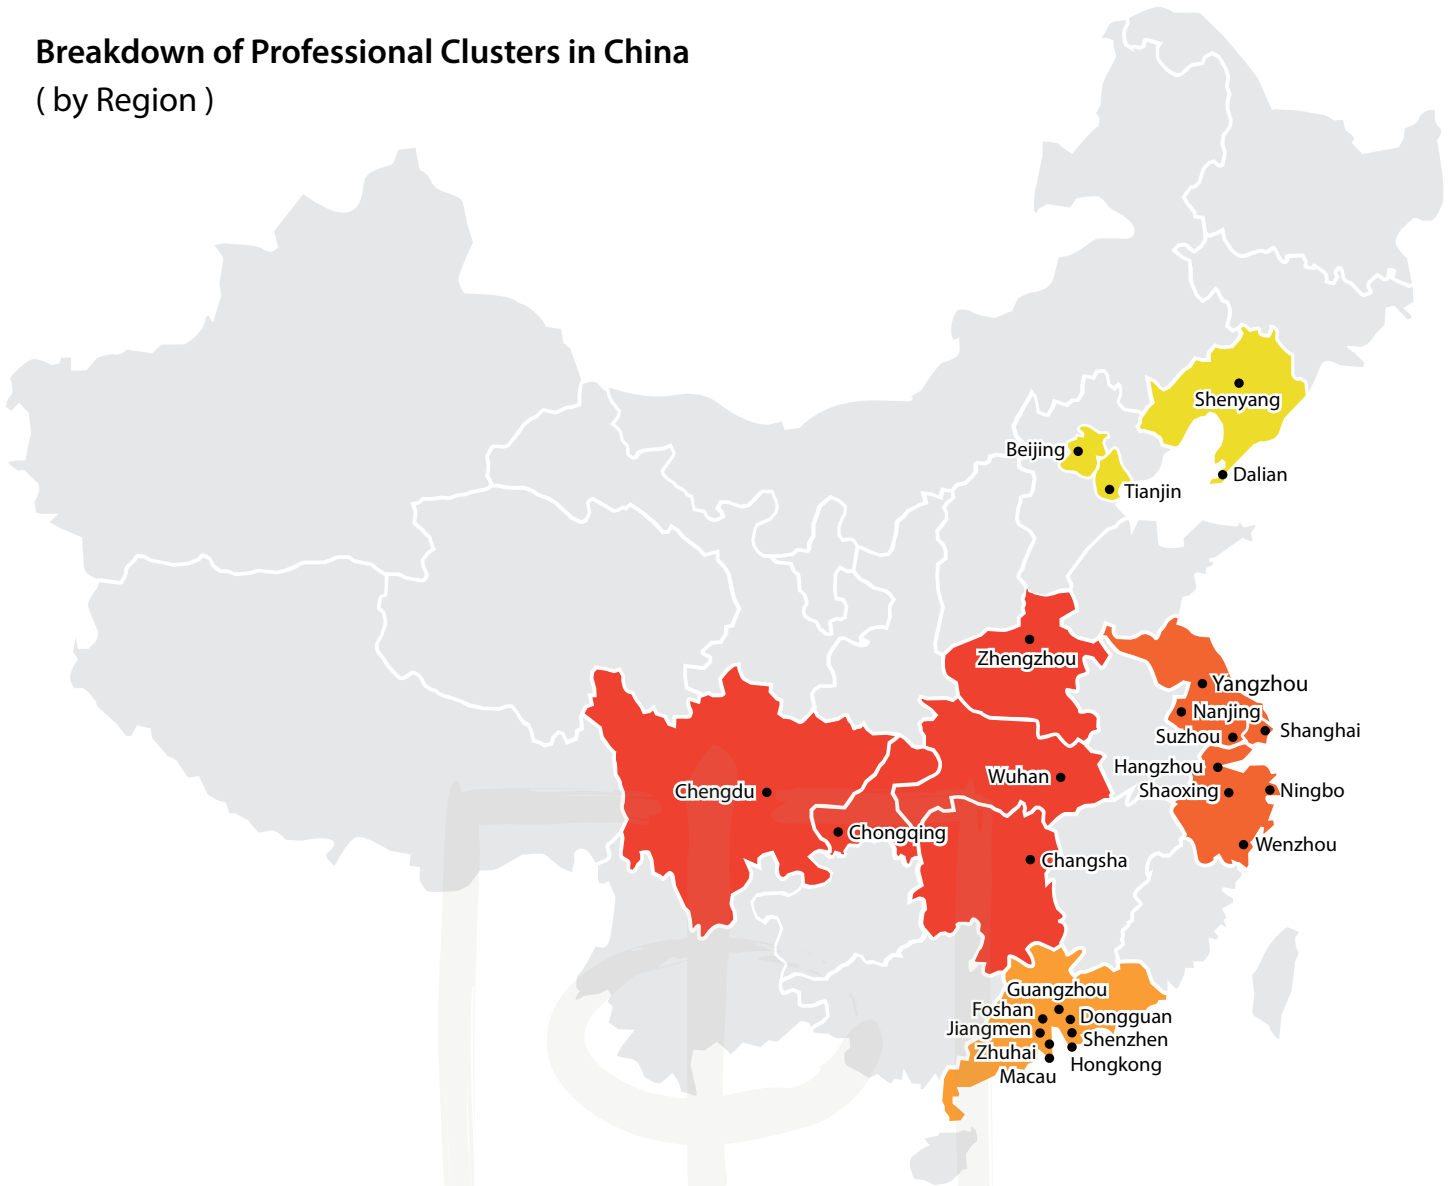 Breakdown of Professional Clusters in China
( by Region )
Shenyang
Beijing
Dalian
Tianjin
Zhengzhou
Yangzhou
Nanjing
Shanghai
Suzhou
Hangzhou
Wuhan
Shaoxing
Ningbo
Chengdu
Chongqing
Wenzhou
Changsha
Guangzhou
Foshan
Dongguan
Jiangmen
Shenzhen
Zhuhai
Hongkong
Macau